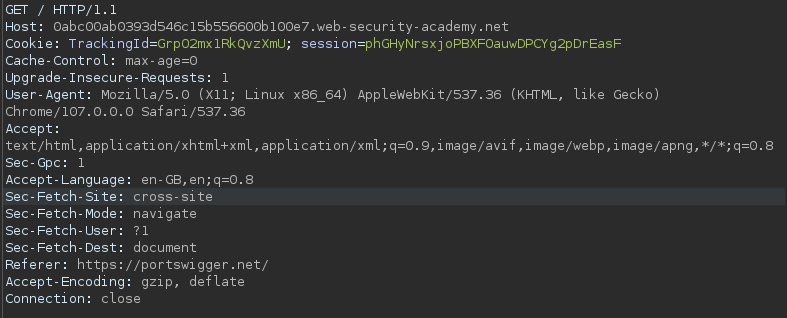 GET / HTTP/1.1
Host: 0abc00ab0393d546c15b556600b100e7.web-security-academy.net
Cookie: TrackingId=GrpO2mx1RkQvzXmU; session=phGHyNrsxjoPBXFOauwDPCYg2pDrEasF
Cache-Control: max-age=0
Upgrade-Insecure-Requests: 1
User-Agent: Mozilla/5.0 (X11; Linux x86_64) AppleWebKit/537.36 (KHTML, like Gecko)
Chrome/107.0.0.0 Safari/537.36
Accept:
text/html,application/xhtml+xml,application/xml;q=0.9,image/avif,image/webp,image/apng,*/*;q=0.8
Sec-Gpc: 1
Accept-Language: en-GB,en;q=0.8
Sec-Fetch-Site: cross-site
Sec-Fetch-Mode: navigate
Sec-Fetch-User: ?1
Sec-Fetch-Dest: document
Referer: https://portswigger.net/
Accept-Encoding: gzip, deflate
Connection: close